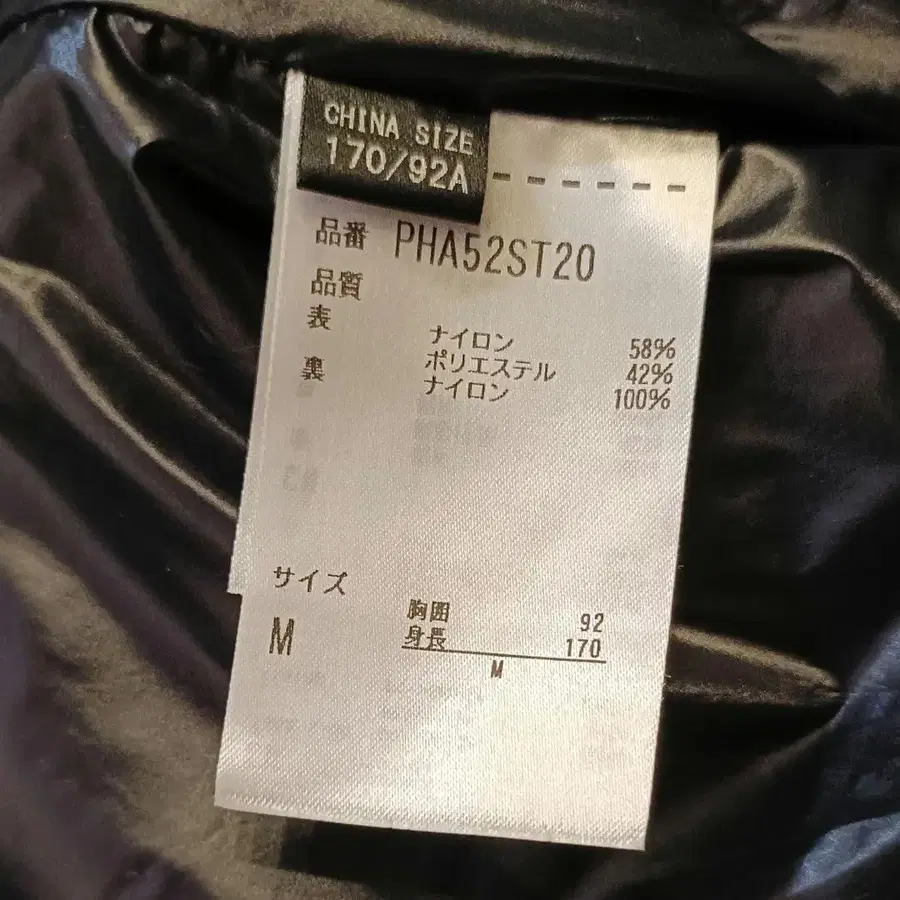 CHINA SIZE
170/92A
品番 PHA52ST20
品質
表 ナイロン 58%
ポリエステル 42%
裏 ナイロン 100%
サイズ
M
胸囲 92
身長 170
M